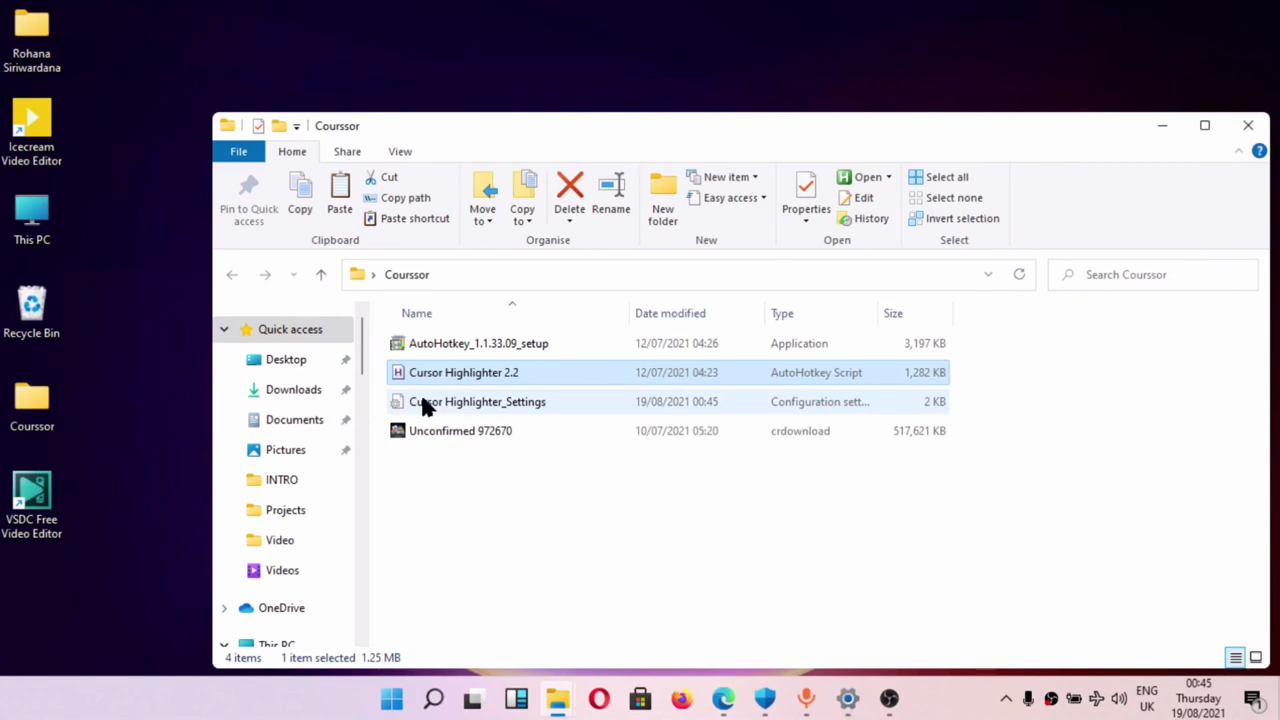 Rohana
Siriwardana
Icecream
Video Editor
This PC
Recycle Bin
Courssor
VSDC Free
Video Editor
Courssor
File Home Share View
Pin to Quick
access
Copy
Paste
Cut
Copy path
Paste shortcut
Clipboard
Move
to
Copy
to
Delete
Rename
Organise
New
folder
New item
Easy access
New
Properties
Open
Edit
History
Open
Select all
Select none
Invert selection
Select
Courssor
Search Courssor
Quick access
Desktop
Downloads
Documents
Pictures
INTRO
Projects
Video
Videos
OneDrive
This PC
Name Date modified Type Size
AutoHotkey_1.1.33.09_setup 12/07/2021 04:26 Application 3,197 KB
Cursor Highlighter 2.2 12/07/2021 04:23 AutoHotkey Script 1,282 KB
Cursor Highlighter_Settings 19/08/2021 00:45 Configuration sett... 2 KB
Unconfirmed 972670 10/07/2021 05:20 crdownload 517,621 KB
4 items 1 item selected 1.25 MB
ENG
UK
00:45
Thursday
19/08/2021